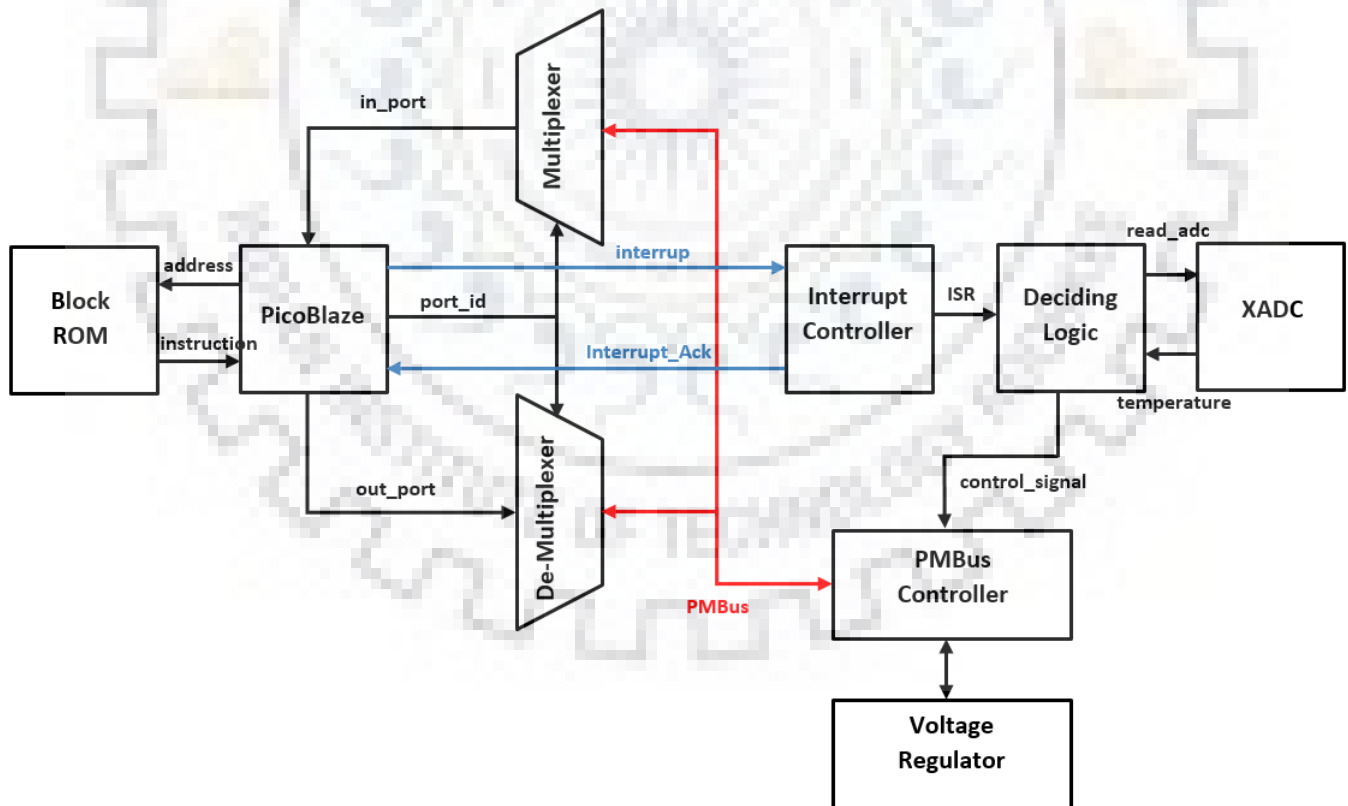 in_port
Multiplexer
address
Block
ROM
instruction
PicoBlaze
port_id
interrup
Interrupt_Ack
Interrupt
Controller
ISR
Deciding
Logic
read_adc
XADC
temperature
out_port
De-Multiplexer
control_signal
PMBus
PMBus
Controller
Voltage
Regulator